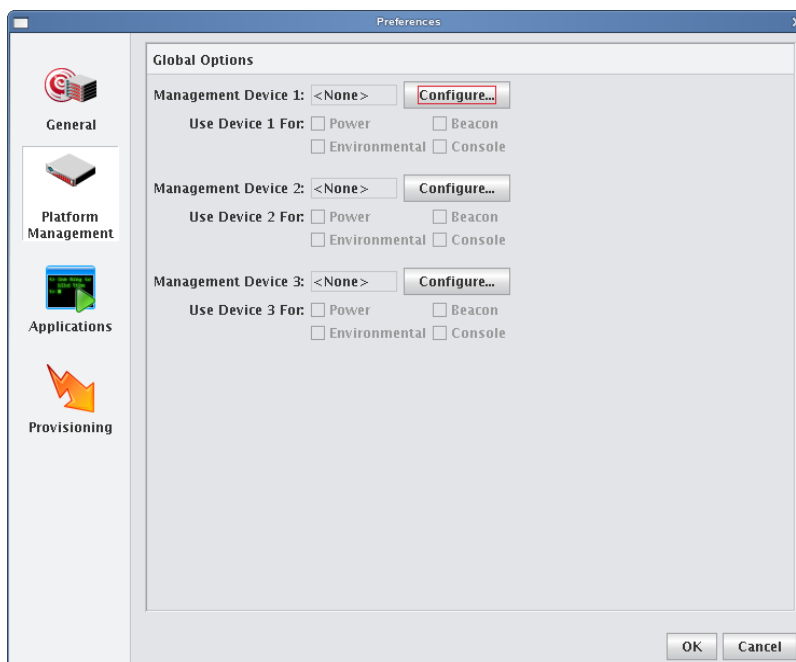 Preferences
General
Platform
Management
Applications
Provisioning
Global Options
Management Device 1: <None> Configure...
Use Device 1 For: Power Beacon
Environmental Console
Management Device 2: <None> Configure...
Use Device 2 For: Power Beacon
Environmental Console
Management Device 3: <None> Configure...
Use Device 3 For: Power Beacon
Environmental Console
OK Cancel